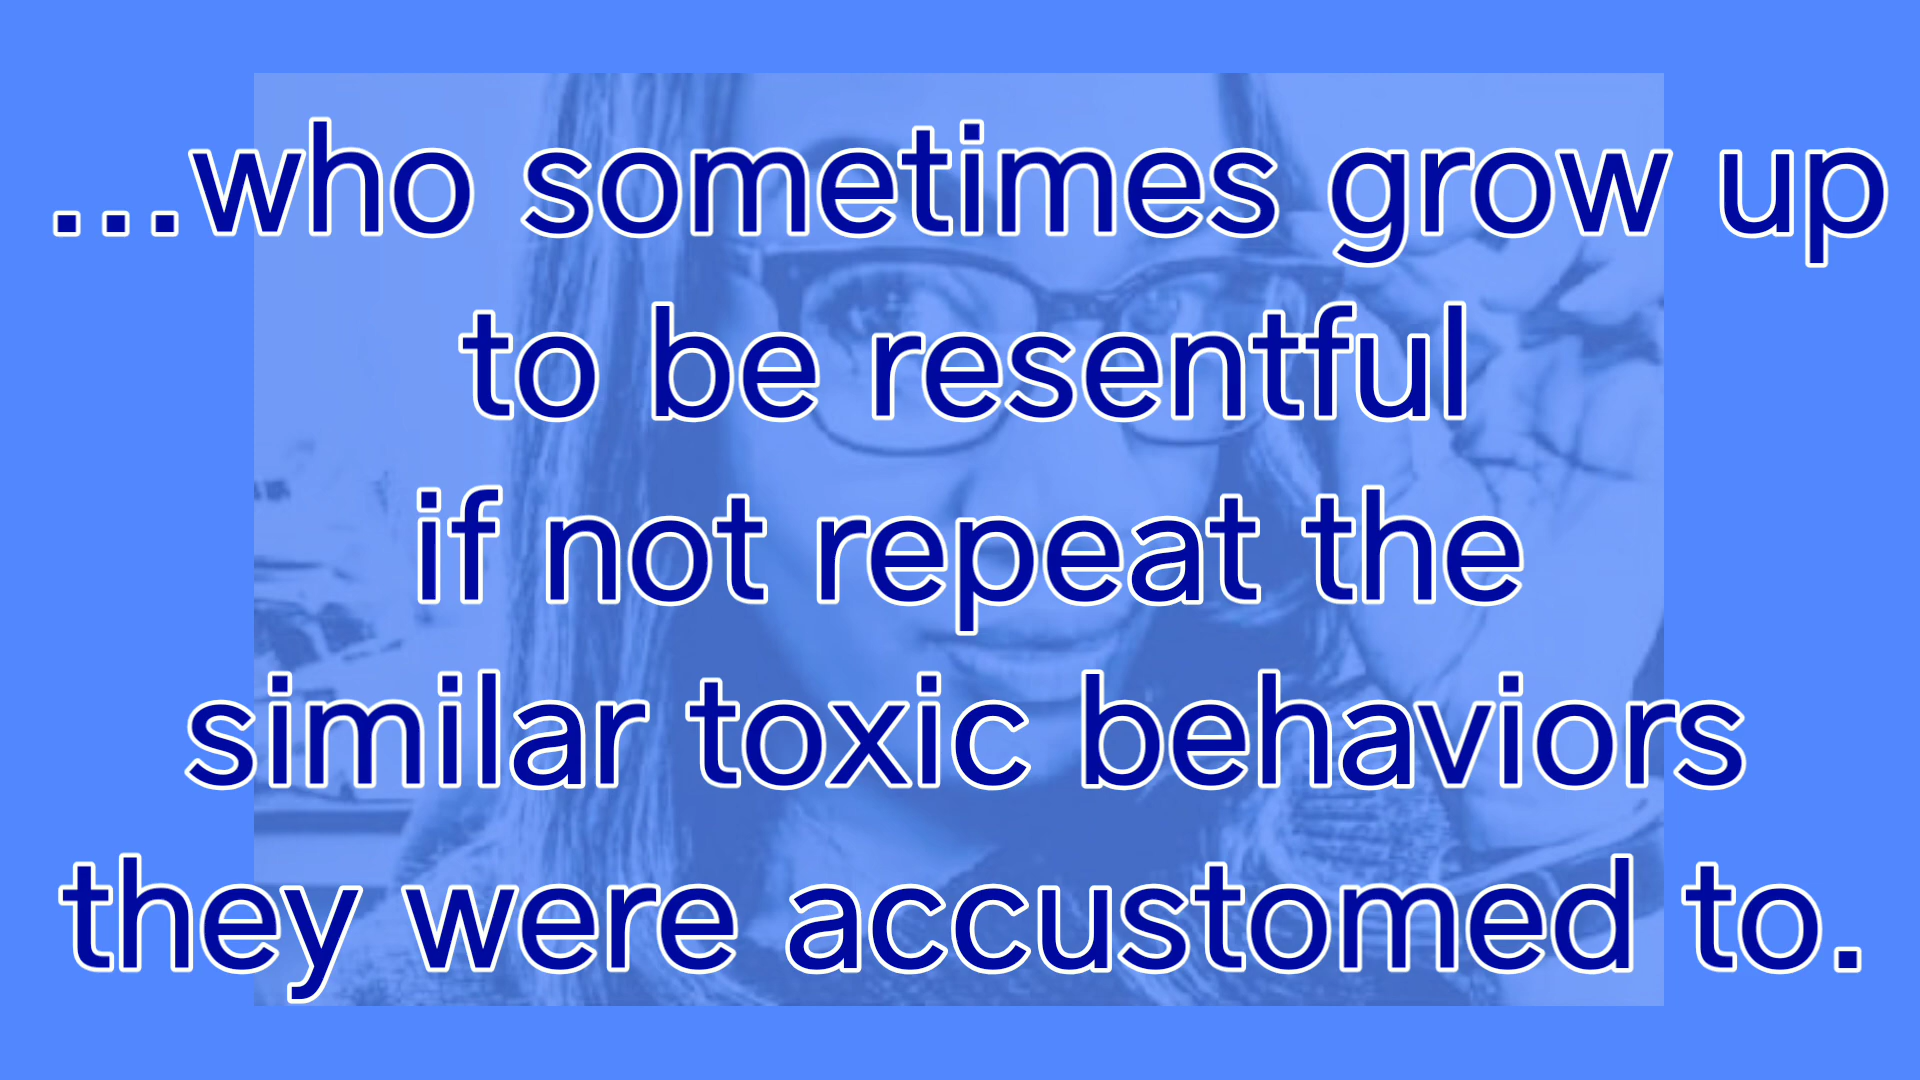 ...who sometimes grow up
to be resentful
if not repeat the
similar toxic behaviors
they were accustomed to.